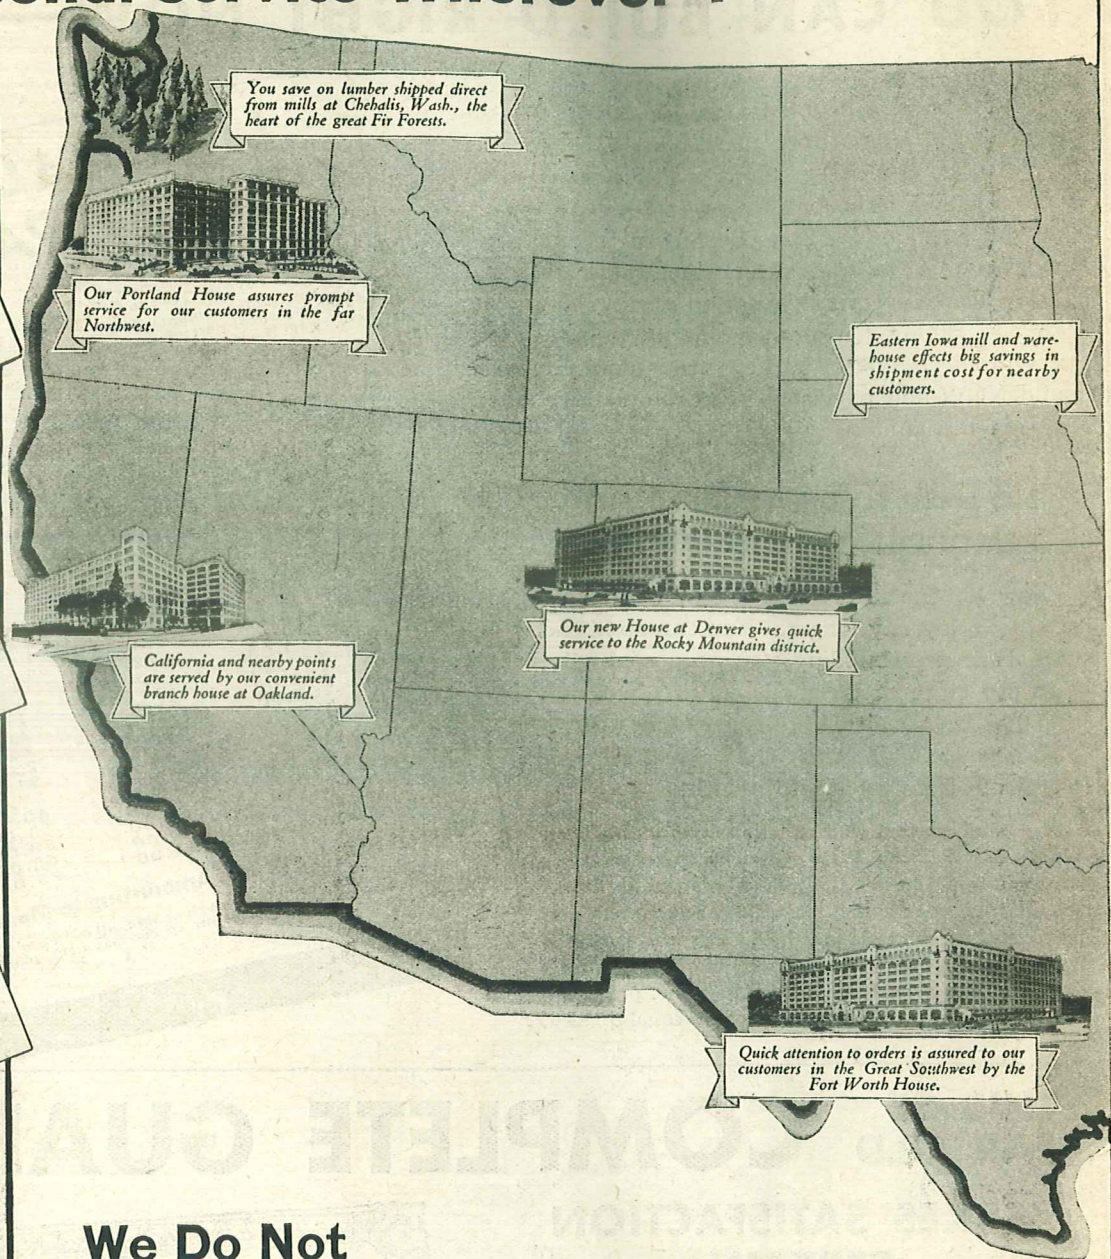 Service Wherever
You save on lumber shipped direct
from mills at Chehalis, Wash., the
heart of the great Fir Forests.
Our Portland House assures prompt
service for our customers in the far
Northwest.
Eastern Iowa mill and ware-
house effects big savings in
shipment cost for nearby
customers.
Our new House at Denver gives quick
service to the Rocky Mountain district.
California and nearby points
are served by our convenient
branch house at Oakland.
Quick attention to orders is assured to our
customers in the Great Southwest by the
Fort Worth House.
We Do Not